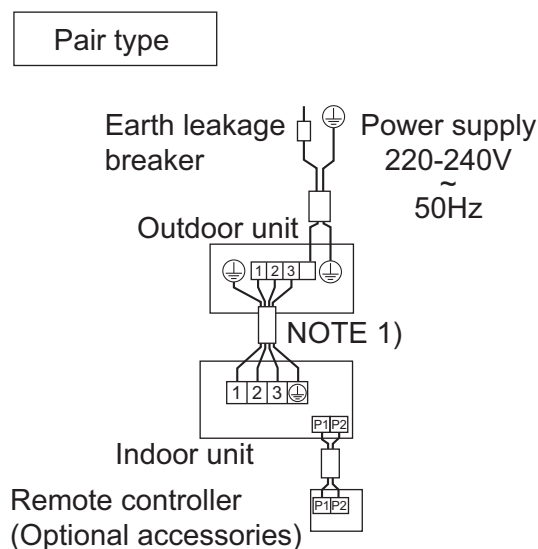 Pair type
Earth leakage
breaker
Power supply
220-240V
~
50Hz
Outdoor unit
1 2 3
NOTE 1)
1 2 3
P1 P2
Indoor unit
Remote controller
(Optional accessories)
P1 P2